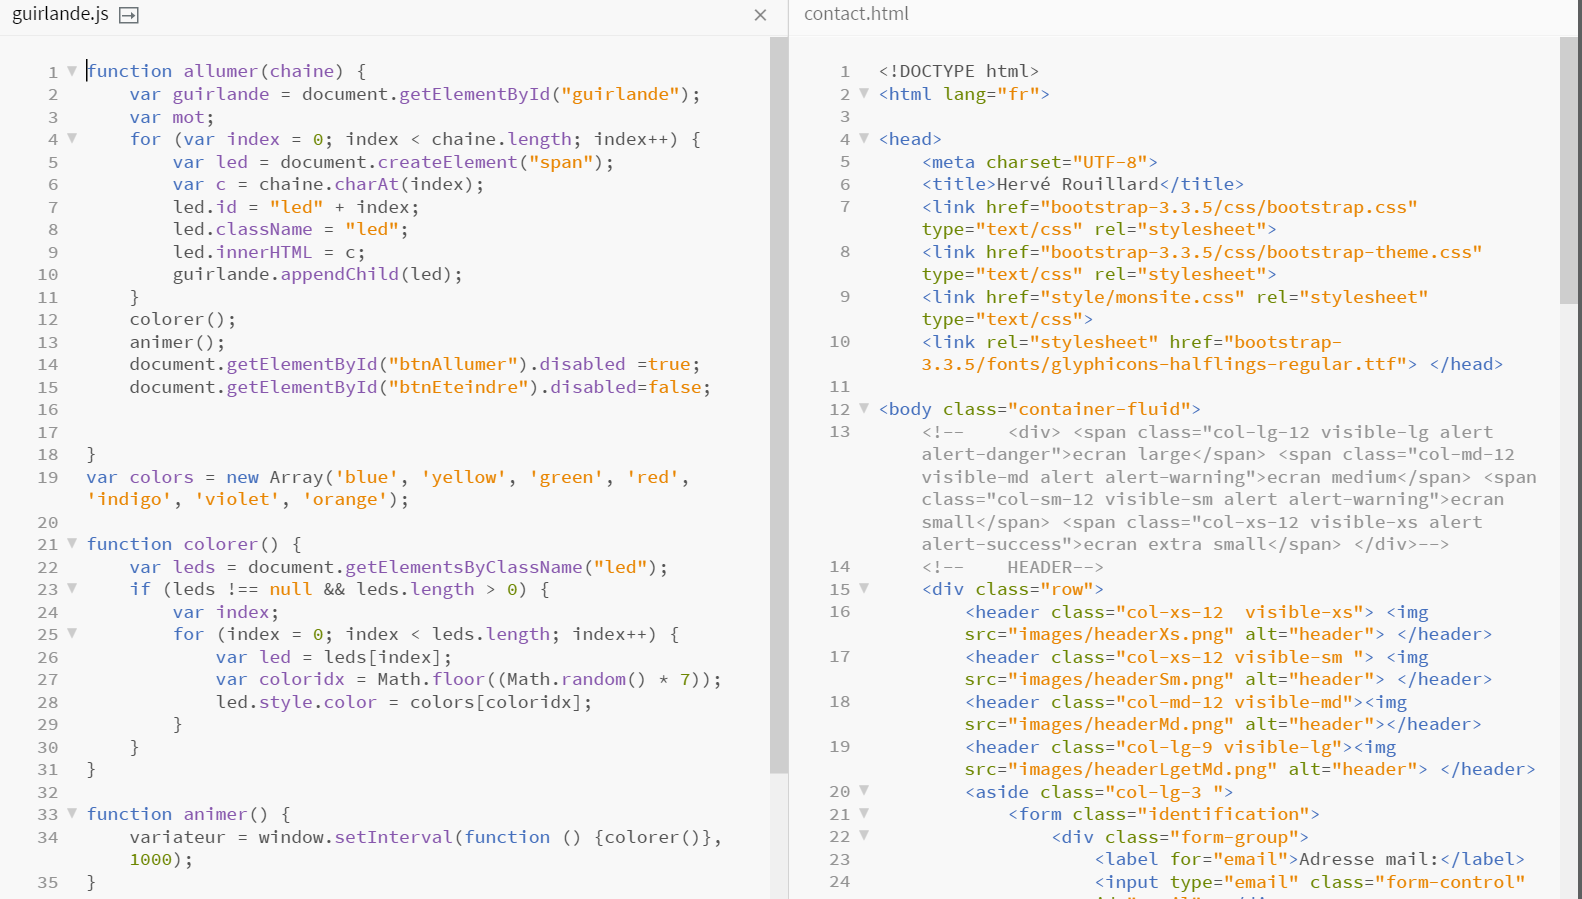 guirlande.js
1 function allumer(chaine) {
2 var guirlande = document.getElementById("guirlande");
3 var mot;
4 for (var index = 0; index < chaine.length; index++) {
5 var led = document.createElement("span");
6 var c = chaine.charAt(index);
7 led.id = "led" + index;
8 led.className = "led";
9 led.innerHTML = c;
10 guirlande.appendChild(led);
11 }
12 colorer();
13 animer();
14 document.getElementById("btnAllumer").disabled =true;
15 document.getElementById("btnEteindre").disabled=false;
16
17
18 }
19 var colors = new Array('blue', 'yellow', 'green', 'red',
'indigo', 'violet', 'orange');
20
21 function colorer() {
22 var leds = document.getElementsByClassName("led");
23 if (leds !== null && leds.length > 0) {
24 var index;
25 for (index = 0; index < leds.length; index++) {
26 var led = leds[index];
27 var coloridx = Math.floor((Math.random() * 7));
28 led.style.color = colors[coloridx];
29 }
30 }
31 }
32
33 function animer() {
34 variateur = window.setInterval(function () {colorer()},
1000);
35 }
contact.html
1 <!DOCTYPE html>
2 <html lang="fr">
3
4 <head>
5 <meta charset="UTF-8">
6 <title>Hervé Rouillard</title>
7 <link href="bootstrap-3.3.5/css/bootstrap.css"
type="text/css" rel="stylesheet">
8 <link href="bootstrap-3.3.5/css/bootstrap-theme.css"
type="text/css" rel="stylesheet">
9 <link href="style/monsite.css" rel="stylesheet"
type="text/css">
10 <link rel="stylesheet" href="bootstrap-
3.3.5/fonts/glyphicons-halflings-regular.ttf"> </head>
11
12 <body class="container-fluid">
13 <!-- <div> <span class="col-lg-12 visible-lg alert
alert-danger">ecran large</span> <span class="col-md-12
visible-md alert alert-warning">ecran medium</span> <span
class="col-sm-12 visible-sm alert alert-warning">ecran
small</span> <span class="col-xs-12 visible-xs alert
alert-success">ecran extra small</span> </div>-->
14 <!-- HEADER-->
15 <div class="row">
16 <header class="col-xs-12  visible-xs"> <img
src="images/headerXs.png" alt="header"> </header>
17 <header class="col-xs-12 visible-sm "> <img
src="images/headerSm.png" alt="header"> </header>
18 <header class="col-md-12 visible-md"><img
src="images/headerMd.png" alt="header"></header>
19 <header class="col-lg-9 visible-lg"><img
src="images/headerLgetMd.png" alt="header"> </header>
20 <aside class="col-lg-3 ">
21 <form class="identification">
22 <div class="form-group">
23 <label for="email">Adresse mail:</label>
24 <input type="email" class="form-control"